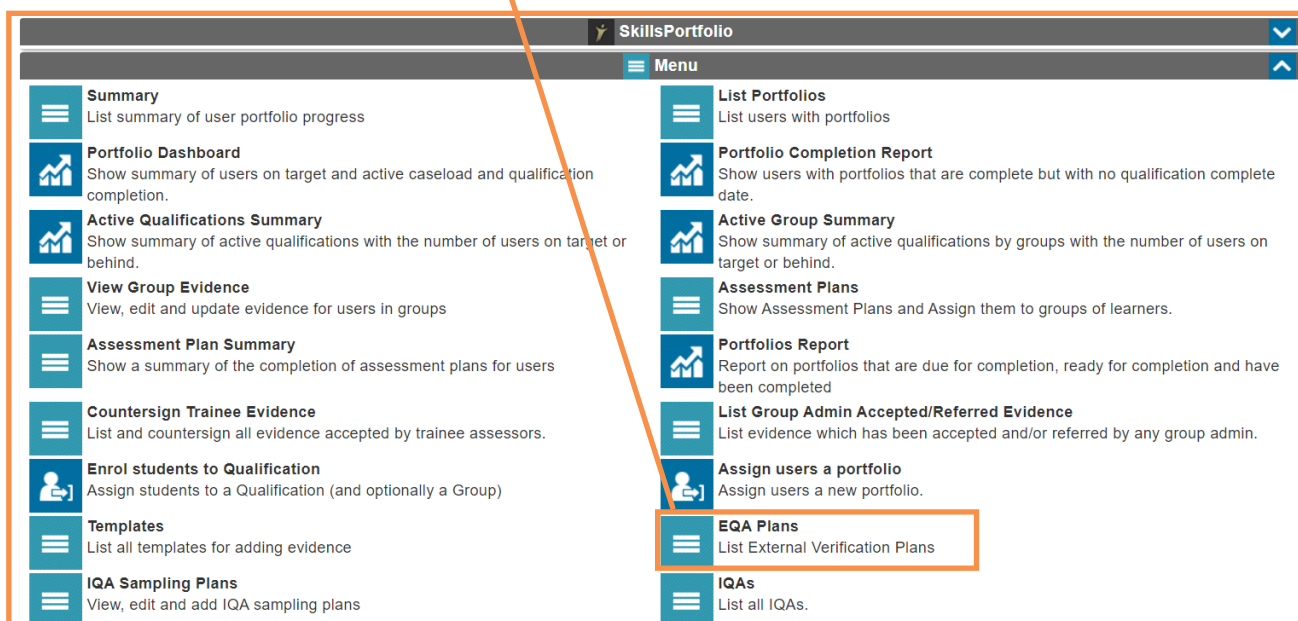 SkillsPortfolio
Menu
Summary
List summary of user portfolio progress
List Portfolios
List users with portfolios
Portfolio Dashboard
Show summary of users on target and active caseload and qualification
completion.
Portfolio Completion Report
Show users with portfolios that are complete but with no qualification complete
date.
Active Qualifications Summary
Show summary of active qualifications with the number of users on target or
behind.
Active Group Summary
Show summary of active qualifications by groups with the number of users on
target or behind.
View Group Evidence
View, edit and update evidence for users in groups
Assessment Plans
Show Assessment Plans and Assign them to groups of learners.
Assessment Plan Summary
Show a summary of the completion of assessment plans for users
Portfolios Report
Report on portfolios that are due for completion, ready for completion and have
been completed
Countersign Trainee Evidence
List and countersign all evidence accepted by trainee assessors.
List Group Admin Accepted/Referred Evidence
List evidence which has been accepted and/or referred by any group admin.
Enrol students to Qualification
Assign students to a Qualification (and optionally a Group)
Assign users a portfolio
Assign users a new portfolio.
Templates
List all templates for adding evidence
EQA Plans
List External Verification Plans
IQA Sampling Plans
View, edit and add IQA sampling plans
IQAs
List all IQAs.